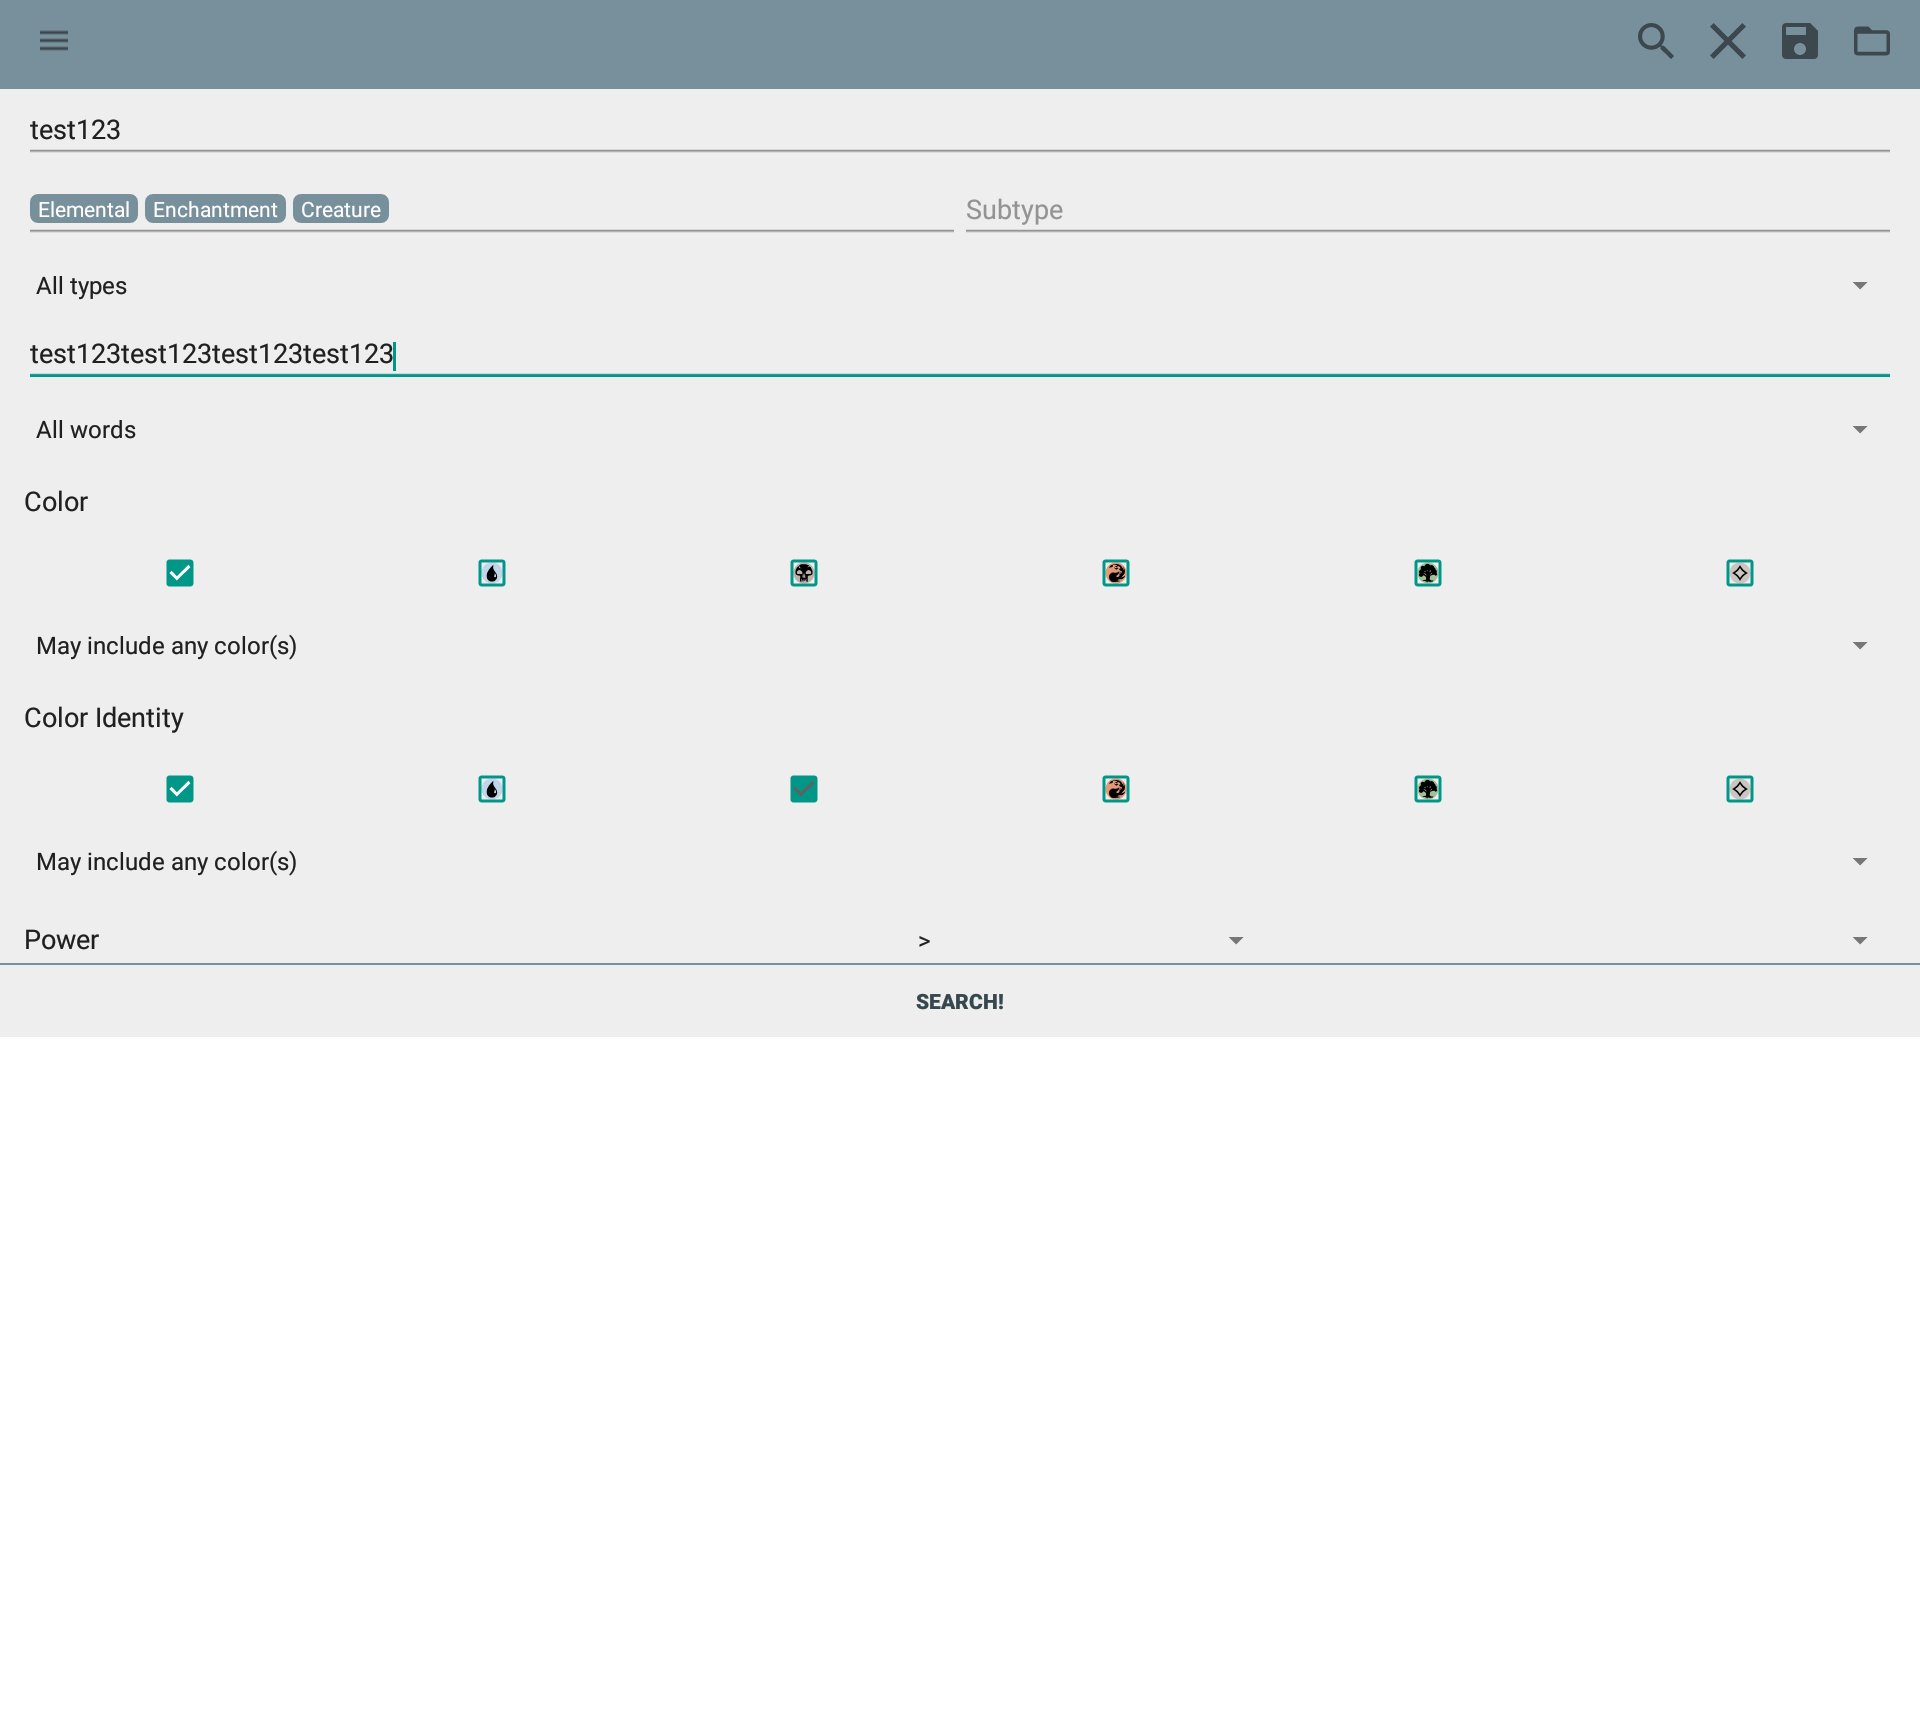 test123
Elemental Enchantment Creature Subtype
All types
test123test123test123test123
All words
Color
May include any color(s)
Color Identity
May include any color(s)
Power >
SEARCH!